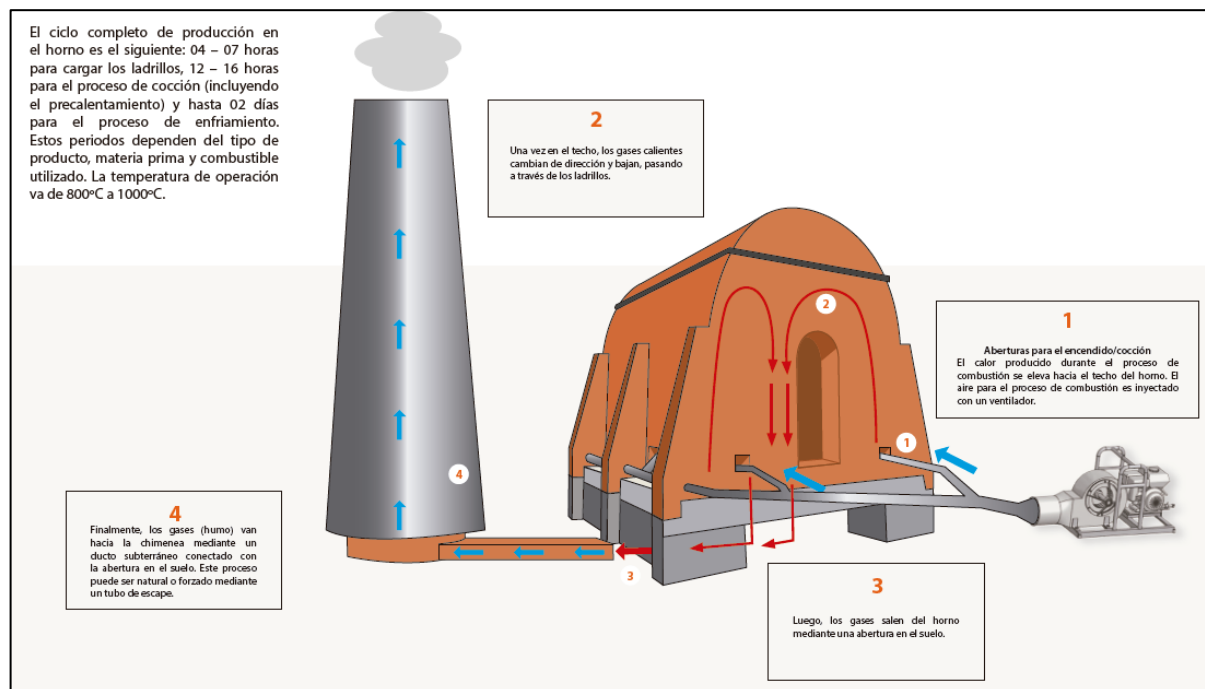 El ciclo completo de producción en
el horno es el siguiente: 04 – 07 horas
para cargar los ladrillos, 12 – 16 horas
para el proceso de cocción (incluyendo
el precalentamiento) y hasta 02 días
para el proceso de enfriamiento.
Estos periodos dependen del tipo de
producto, materia prima y combustible
utilizado. La temperatura de operación
va de 800ºC a 1000ºC.
2
Una vez en el techo, los gases calientes
cambian de dirección y bajan, pasando
a través de los ladrillos.
2
1
Aberturas para el encendido/cocción
El calor producido durante el proceso de
combustión se eleva hacia el techo del horno. El
aire para el proceso de combustión es inyectado
con un ventilador.
1
4
4
Finalmente, los gases (humo) van
hacia la chimenea mediante un
ducto subterráneo conectado con
la abertura en el suelo. Este proceso
puede ser natural o forzado mediante
un tubo de escape.
3
3
Luego, los gases salen del horno
mediante una abertura en el suelo.